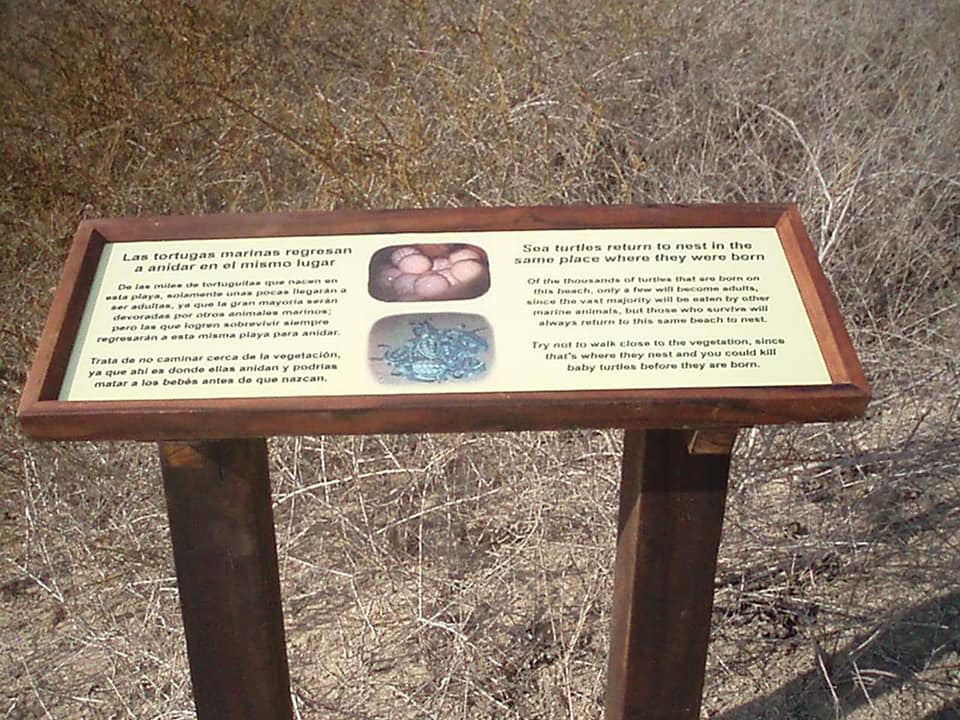 Las tortugas marinas regresan
a anidar en el mismo lugar
De las miles de tortuguitas que nacen en
esta playa, solamente unas pocas llegarán a
ser adultas, ya que la gran mayoría serán
devoradas por otros animales marinos;
pero las que logren sobrevivir siempre
regresarán a esta misma playa para anidar.
Trata de no caminar cerca de la vegetación,
ya que ahí es donde ellas anidan y podrías
matar a los bebés antes de que nazcan.
Sea turtles return to nest in the
same place where they were born
Of the thousands of turtles that are born on
this beach, only a few will become adults,
since the vast majority will be eaten by other
marine animals, but those who survive will
always return to this same beach to nest.
Try not to walk close to the vegetation, since
that's where they nest and you could kill
baby turtles before they are born.